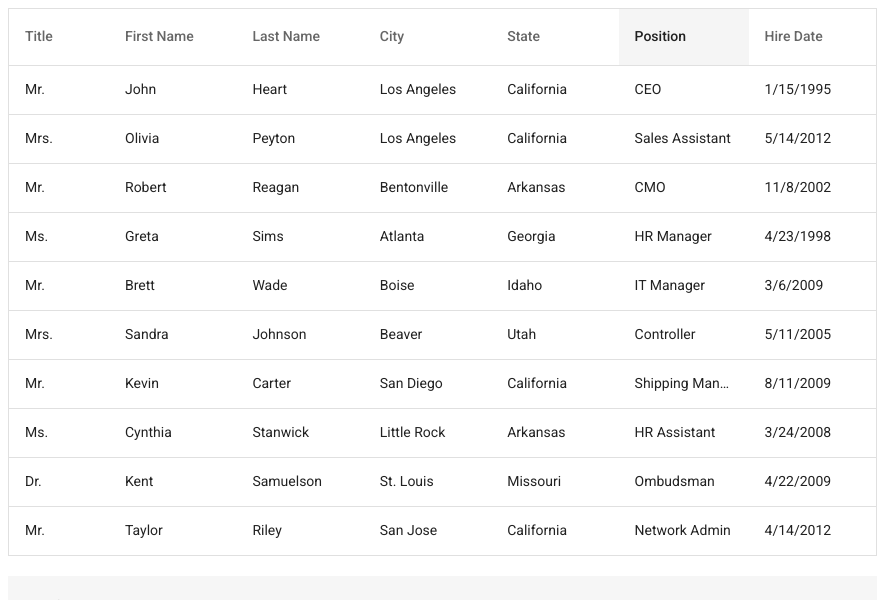 Title First Name Last Name City State Position Hire Date
Mr. John Heart Los Angeles California CEO 1/15/1995
Mrs. Olivia Peyton Los Angeles California Sales Assistant 5/14/2012
Mr. Robert Reagan Bentonville Arkansas CMO 11/8/2002
Ms. Greta Sims Atlanta Georgia HR Manager 4/23/1998
Mr. Brett Wade Boise Idaho IT Manager 3/6/2009
Mrs. Sandra Johnson Beaver Utah Controller 5/11/2005
Mr. Kevin Carter San Diego California Shipping Man... 8/11/2009
Ms. Cynthia Stanwick Little Rock Arkansas HR Assistant 3/24/2008
Dr. Kent Samuelson St. Louis Missouri Ombudsman 4/22/2009
Mr. Taylor Riley San Jose California Network Admin 4/14/2012